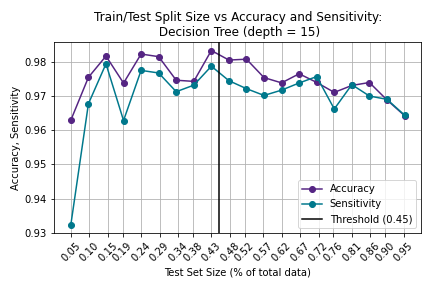 Train/Test Split Size vs Accuracy and Sensitivity:
Decision Tree (depth = 15)
Accuracy, Sensitivity
0.98
0.97
0.96
0.95
0.94
0.93
Accuracy
Sensitivity
Threshold (0.45)
0.05 0.10 0.15 0.19 0.24 0.29 0.34 0.38 0.43 0.48 0.52 0.57 0.62 0.67 0.72 0.76 0.81 0.86 0.90 0.95
Test Set Size (% of total data)